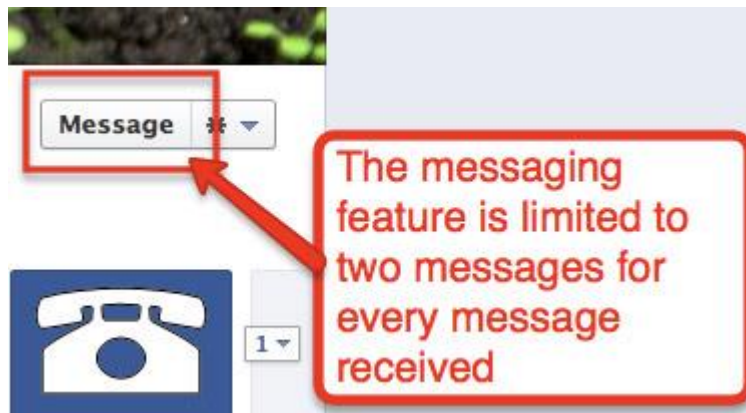 Message
The messaging
feature is limited to
two messages for
every message
received
1